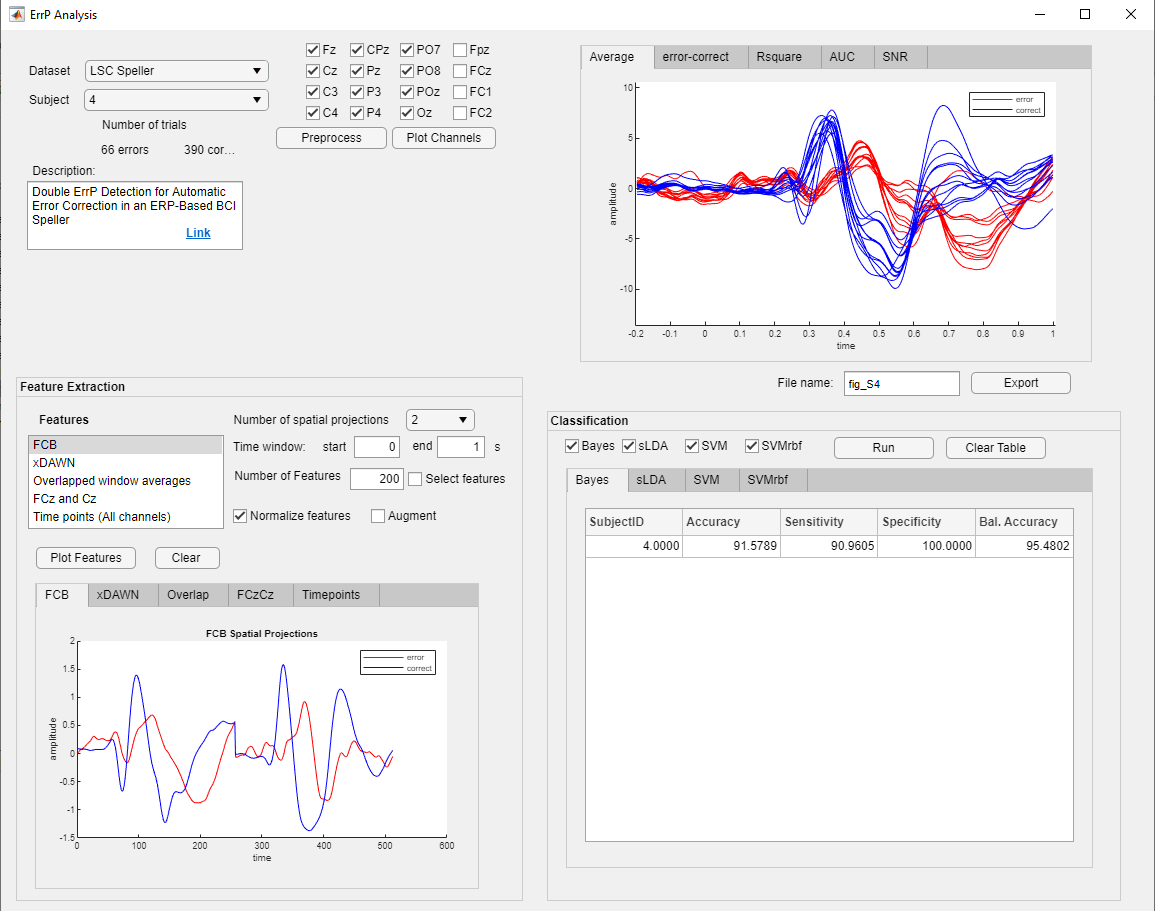 ErrP Analysis
Dataset
LSC Speller
Subject
4
Number of trials
66 errors 390 cor...
Description:
Double ErrP Detection for Automatic
Error Correction in an ERP-Based BCI
Speller
Link
Fz CPz PO7 Fpz
Cz Pz PO8 FCz
C3 P3 POz FC1
C4 P4 Oz FC2
Preprocess Plot Channels
Average error-correct Rsquare AUC SNR
10
5
0
-5
-10
amplitude
error
correct
-0.2 -0.1 0 0.1 0.2 0.3 0.4 0.5 0.6 0.7 0.8 0.9 1
time
File name: fig_S4 Export
Feature Extraction
Features
FCB
xDAWN
Overlapped window averages
FCz and Cz
Time points (All channels)
Number of spatial projections 2
Time window: start 0 end 1 s
Number of Features 200 Select features
Normalize features Augment
Plot Features Clear
FCB xDAWN Overlap FCzCz Timepoints
FCB Spatial Projections
2
1.5
1
0.5
0
-0.5
-1
-1.5
amplitude
error
correct
0 100 200 300 400 500 600
time
Classification
Bayes sLDA SVM SVMrbf Run Clear Table
Bayes sLDA SVM SVMrbf
SubjectID Accuracy Sensitivity Specificity Bal. Accuracy
4.0000 91.5789 90.9605 100.0000 95.4802